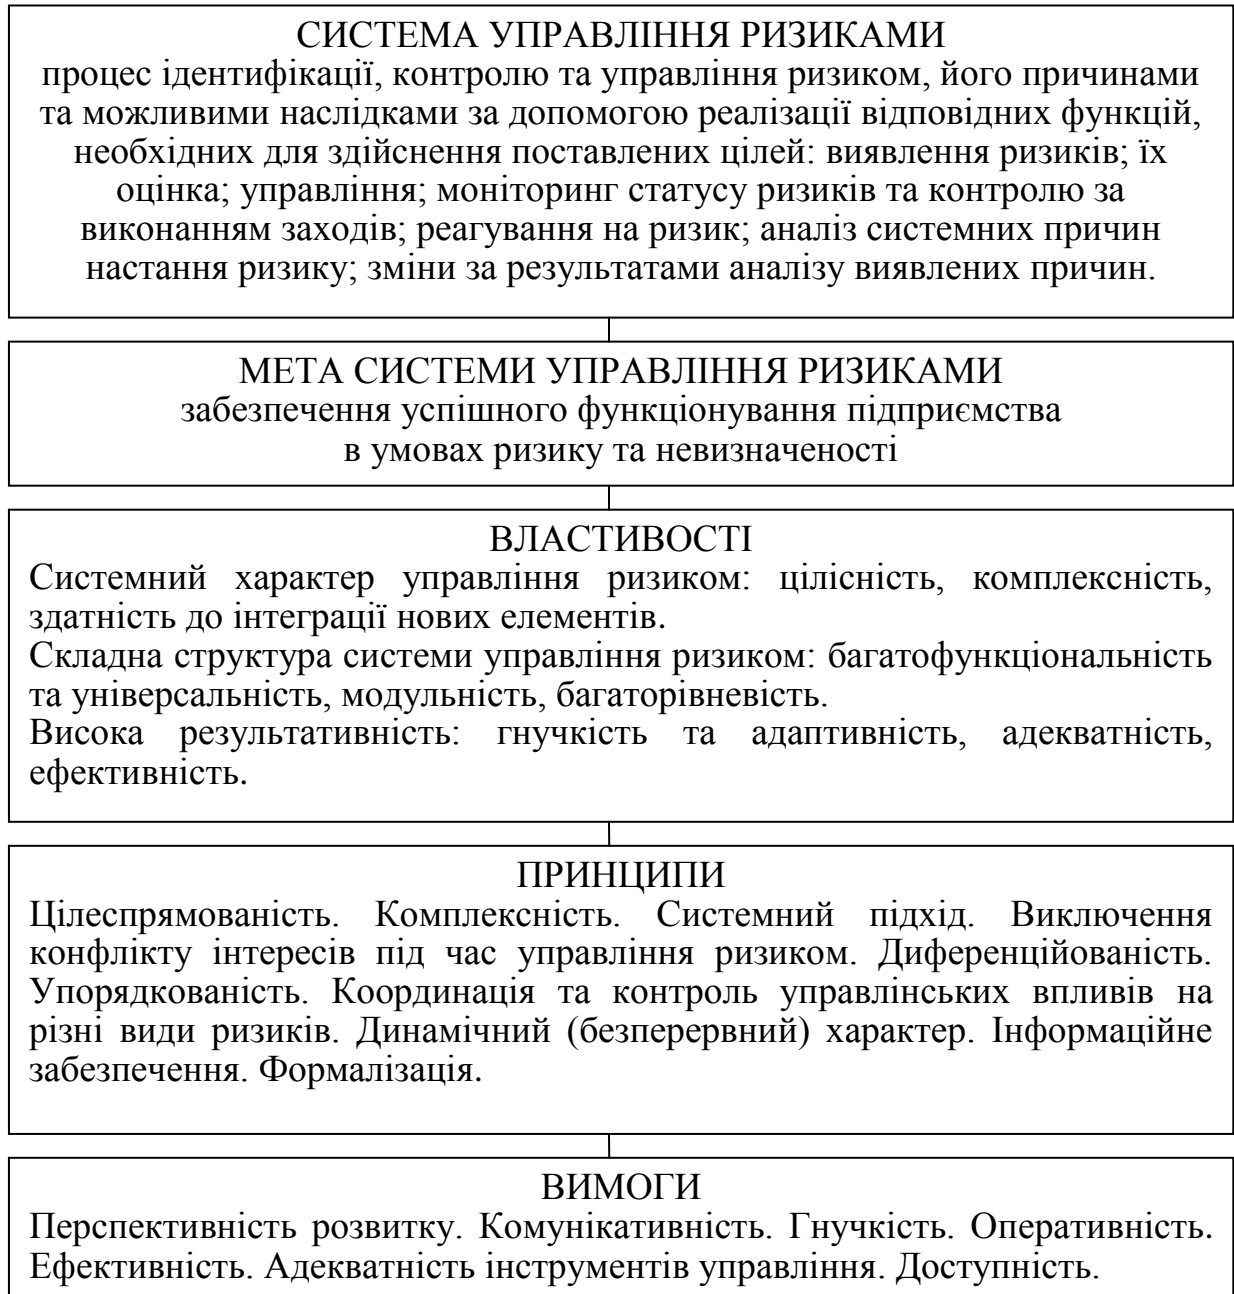 СИСТЕМА УПРАВЛІННЯ РИЗИКАМИ
процес ідентифікації, контролю та управління ризиком, його причинами
та можливими наслідками за допомогою реалізації відповідних функцій,
необхідних для здійснення поставлених цілей: виявлення ризиків; їх
оцінка; управління; моніторинг статусу ризиків та контролю за
виконанням заходів; реагування на ризик; аналіз системних причин
настання ризику; зміни за результатами аналізу виявлених причин.
МЕТА СИСТЕМИ УПРАВЛІННЯ РИЗИКАМИ
забезпечення успішного функціонування підприємства
в умовах ризику та невизначеності
ВЛАСТИВОСТІ
Системний характер управління ризиком: цілісність, комплексність,
здатність до інтеграції нових елементів.
Складна структура системи управління ризиком: багатофункціональність
та універсальність, модульність, багаторівневість.
Висока результативність: гнучкість та адаптивність, адекватність,
ефективність.
ПРИНЦИПИ
Цілеспрямованість. Комплексність. Системний підхід. Виключення
конфлікту інтересів під час управління ризиком. Диференційованість.
Упорядкованість. Координація та контроль управлінських впливів на
різні види ризиків. Динамічний (безперервний) характер. Інформаційне
забезпечення. Формалізація.
ВИМОГИ
Перспективність розвитку. Комунікативність. Гнучкість. Оперативність.
Ефективність. Адекватність інструментів управління. Доступність.